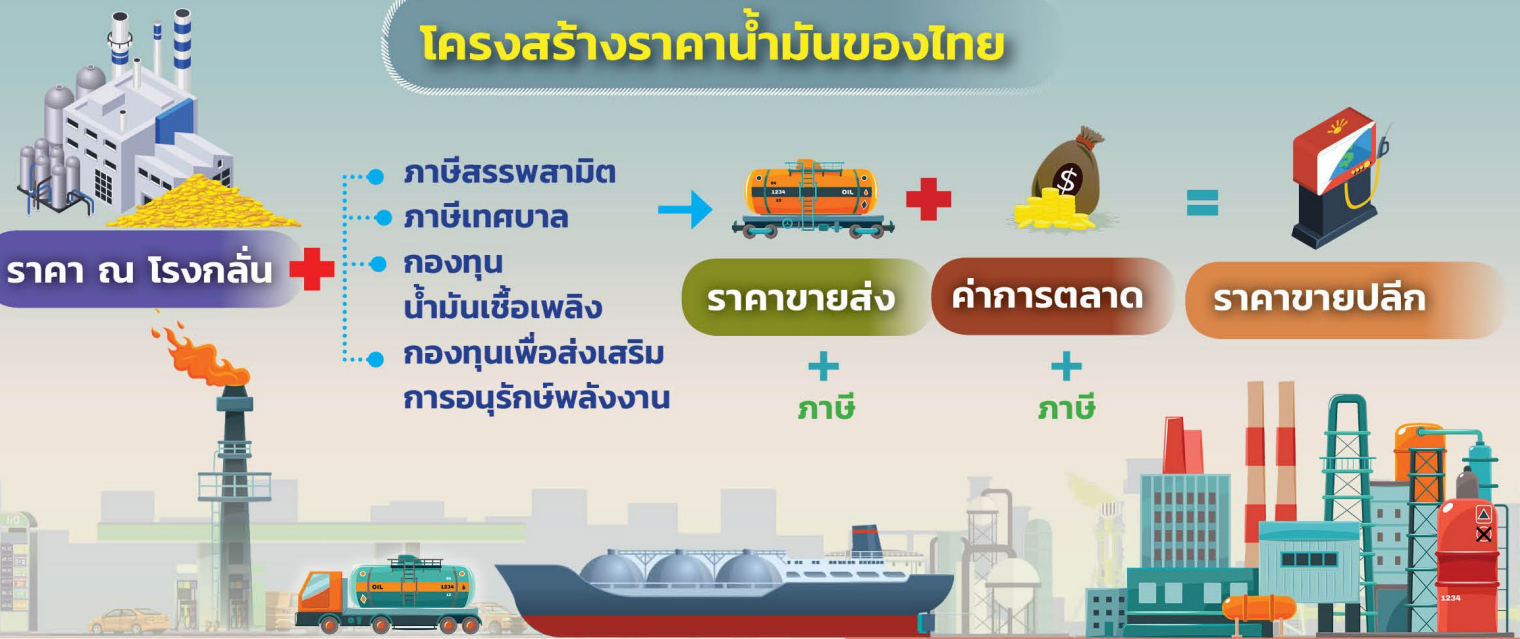 โครงสร้างราคาน้ำมันของไทย
ราคา ณ โรงกลั่น
ภาษีสรรพสามิต
ภาษีเทศบาล
กองทุน
น้ำมันเชื้อเพลิง
กองทุนเพื่อส่งเสริม
การอนุรักษ์พลังงาน
1234
OIL
$
ราคาขายส่ง
ค่าการตลาด
ราคาขายปลีก
ภาษี
ภาษี
OIL
1234
1234